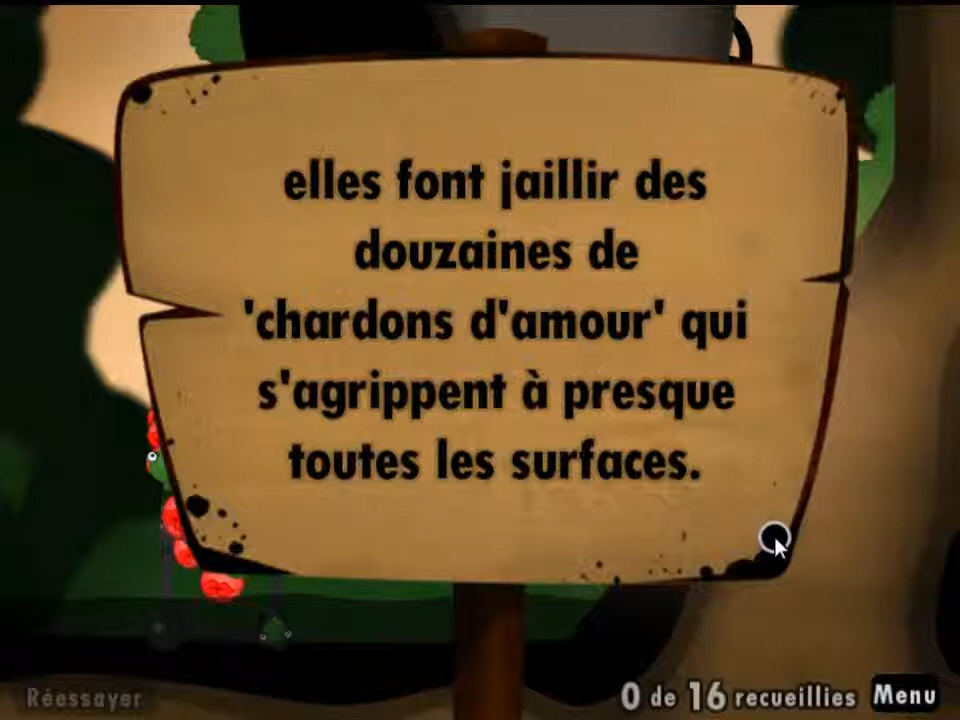 elles font jaillir des
douzaines de
'chardons d'amour' qui
s'agrippent à presque
toutes les surfaces.
Réessayer
0 de 16 recueillies Menu